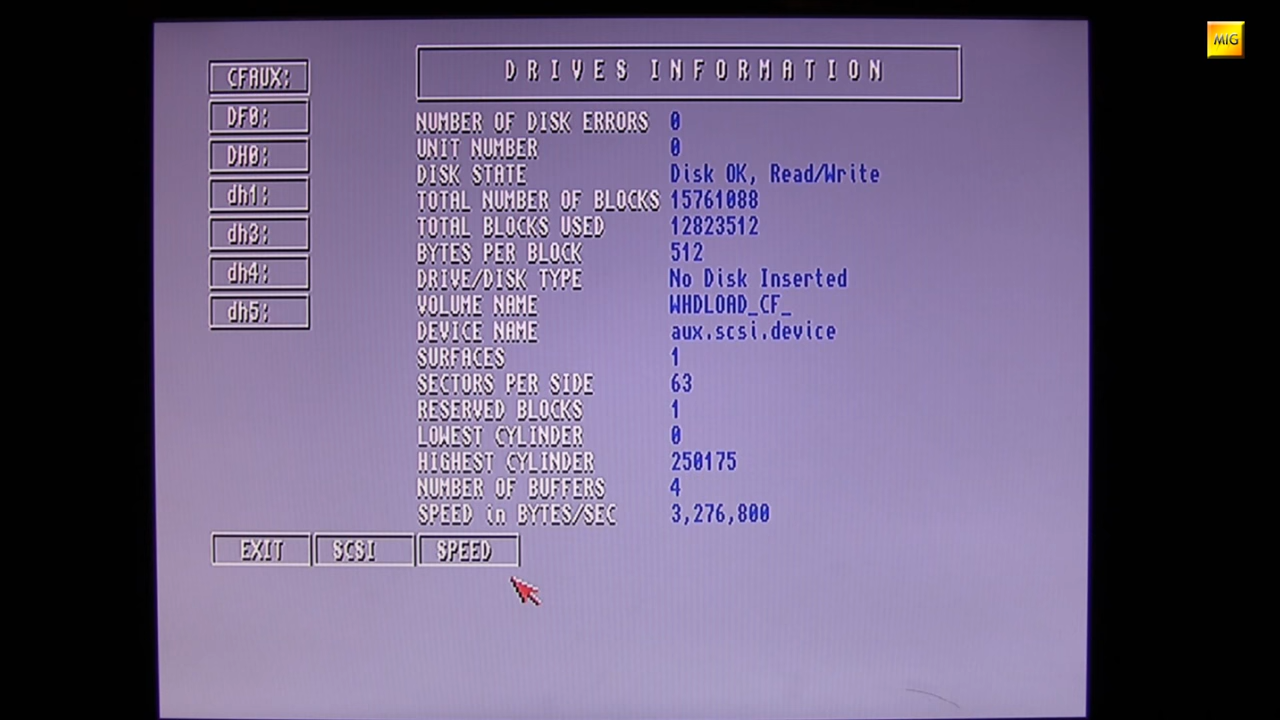 MIG
DRIVES INFORMATION
CFAUX:
DF0:
DH0:
dh1:
dh3:
dh4:
dh5:
NUMBER OF DISK ERRORS 0
UNIT NUMBER 0
DISK STATE Disk OK, Read/Write
TOTAL NUMBER OF BLOCKS 15761088
TOTAL BLOCKS USED 12823512
BYTES PER BLOCK 512
DRIVE/DISK TYPE No Disk Inserted
VOLUME NAME WHDLOAD_CF_
DEVICE NAME aux.scsi.device
SURFACES 1
SECTORS PER SIDE 63
RESERVED BLOCKS 1
LOWEST CYLINDER 0
HIGHEST CYLINDER 250175
NUMBER OF BUFFERS 4
SPEED in BYTES/SEC 3,276,800
EXIT SCSI SPEED